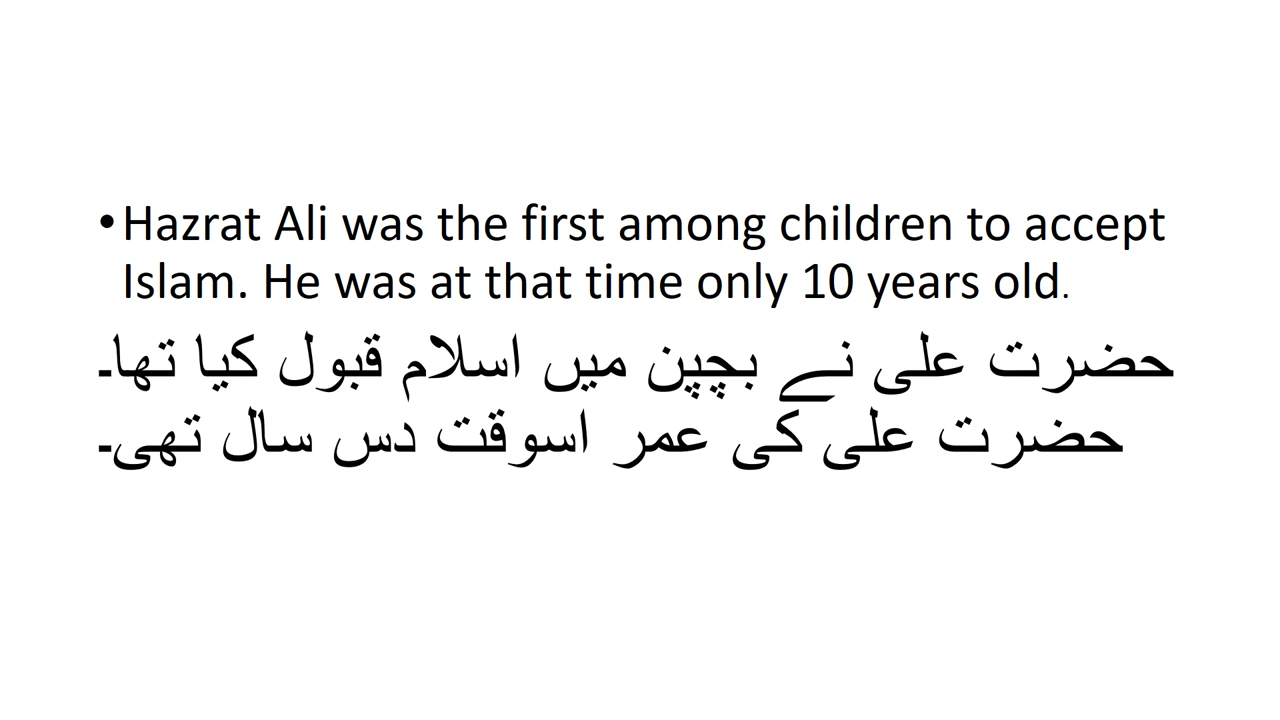 •Hazrat Ali was the first among children to accept
Islam. He was at that time only 10 years old.
حضرت علی نے بچپن میں اسلام قبول کیا تھا۔
حضرت علی کی عمر اسوقت دس سال تھی۔